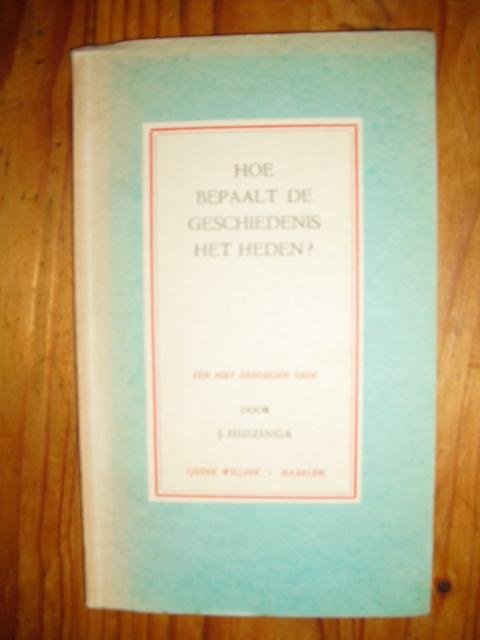 HOE
BEPAALT DE
GESCHIEDENIS
HET HEDEN?
EEN NIET GEHOUDEN REDE
DOOR
J. HUIZINGA
TJEENK WILLINK - HAARLEM